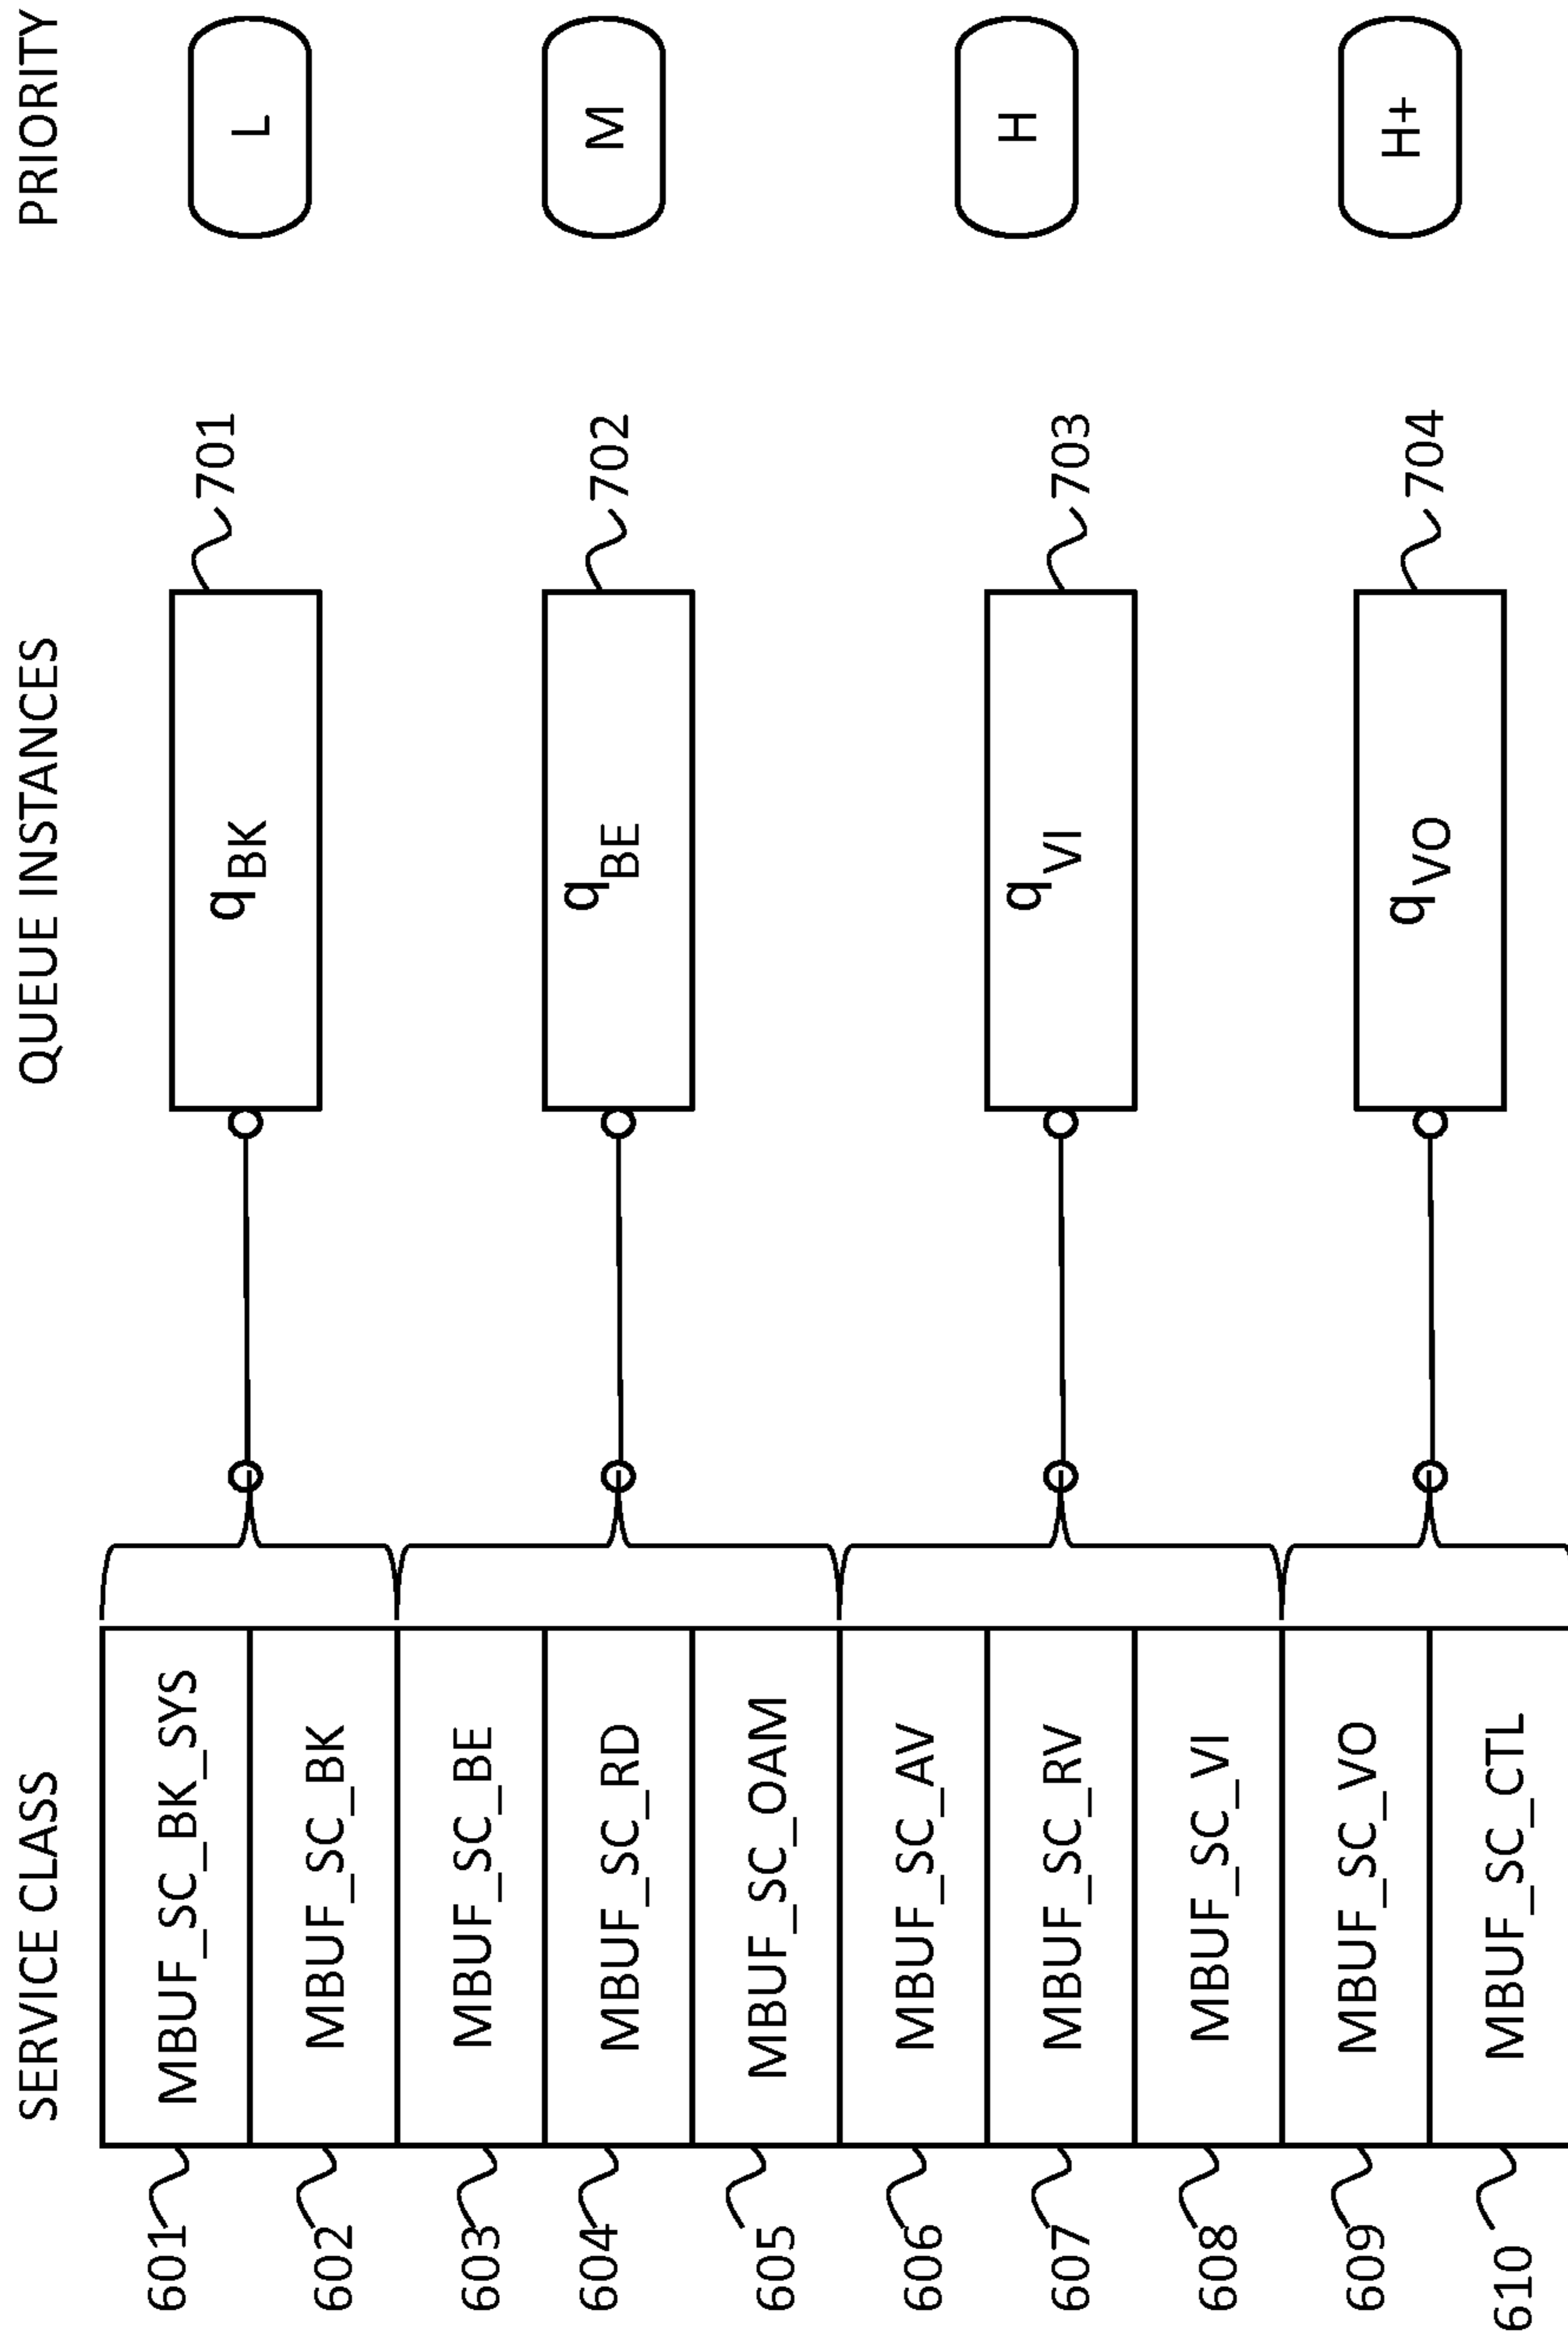 SERVICE CLASS QUEUE INSTANCES PRIORITY
601 MBUF_SC_BK_SYS
qBK 701 L
602 MBUF_SC_BK
603 MBUF_SC_BE
604 MBUF_SC_RD
qBE 702 M
605 MBUF_SC_OAM
606 MBUF_SC_AV
607 MBUF_SC_RV
qVI 703 H
608 MBUF_SC_VI
609 MBUF_SC_VO
qVO 704 H+
610 MBUF_SC_CTL